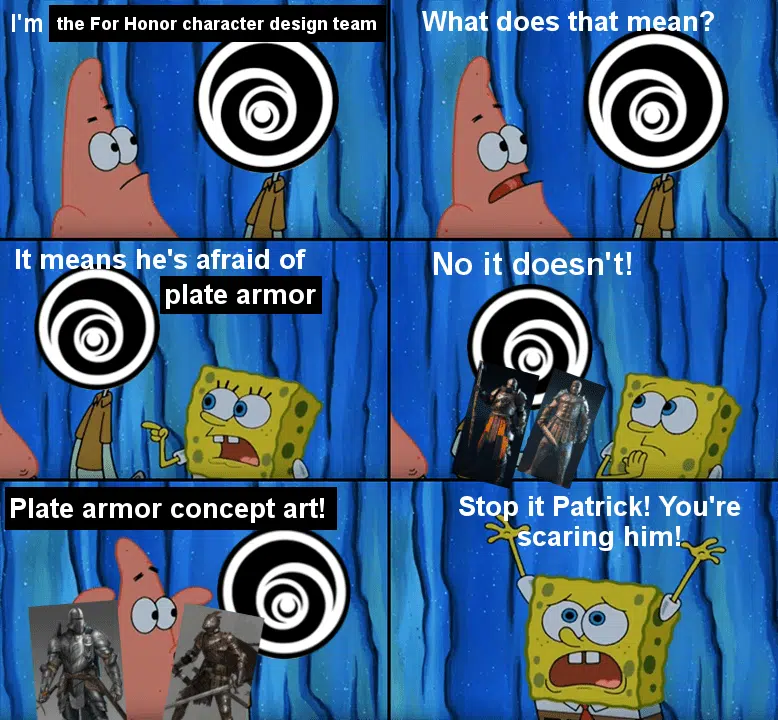 I'm the For Honor character design team
What does that mean?
It means he's afraid of
plate armor
No it doesn't!
Plate armor concept art!
Stop it Patrick! You're
scaring him!